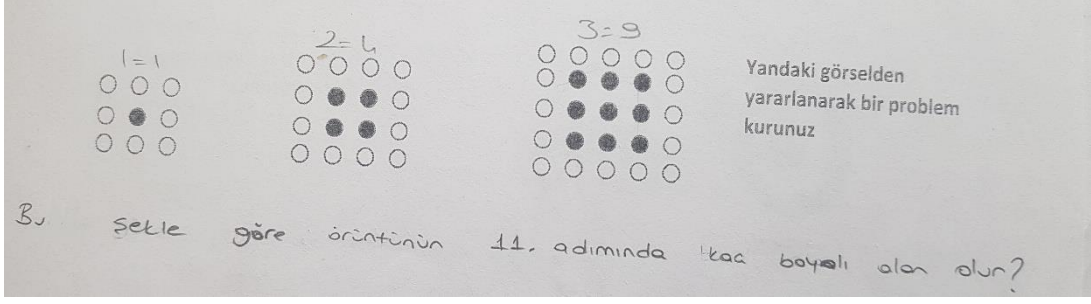 1=1
2=4
3=9
Yandaki görselden
yararlanarak bir problem
kurunuz
Bu şekle göre örüntünün 11. adımında kaç boyalı alan olur?